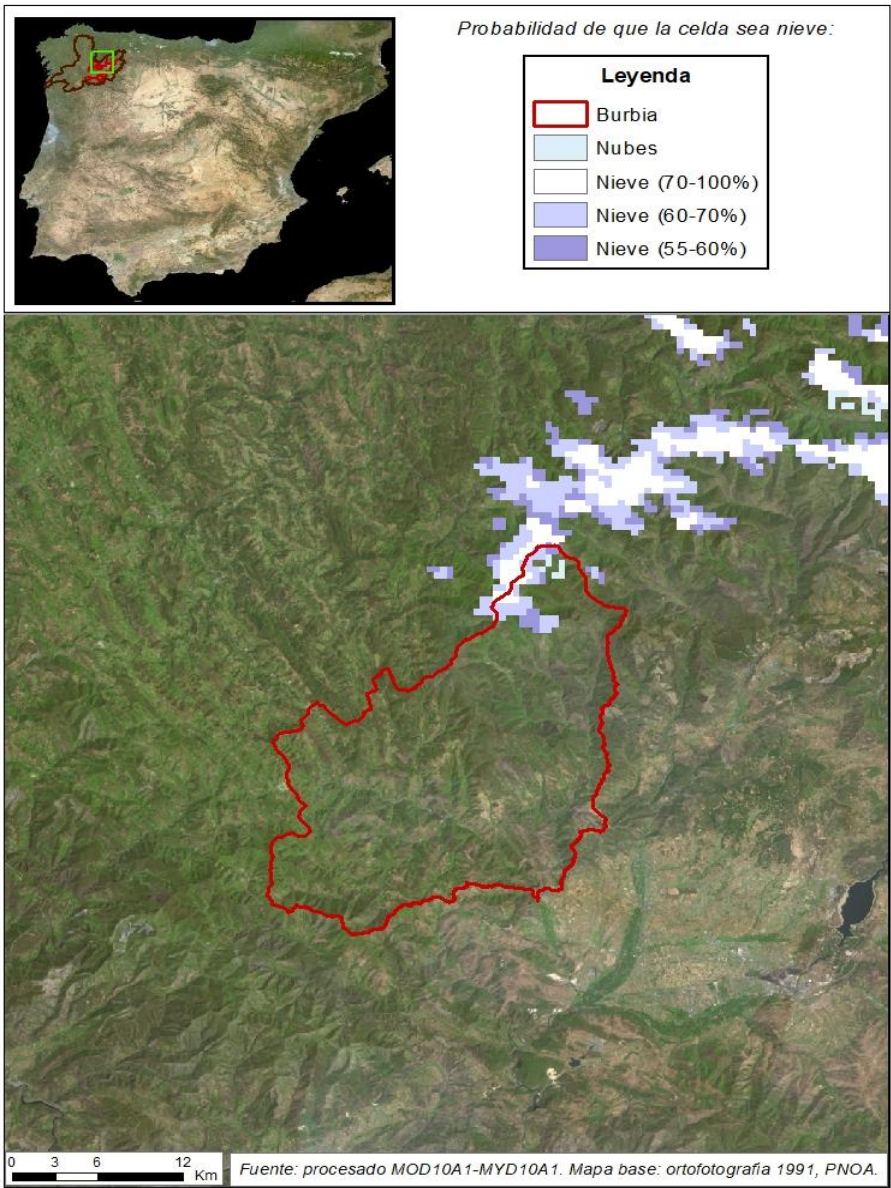 Probabilidad de que la celda sea nieve:
Leyenda
Burbia
Nubes
Nieve (70-100%)
Nieve (60-70%)
Nieve (55-60%)
0 3 6 12
Km
Fuente: procesado MOD10A1-MYD10A1. Mapa base: ortofotografia 1991, PNOA.